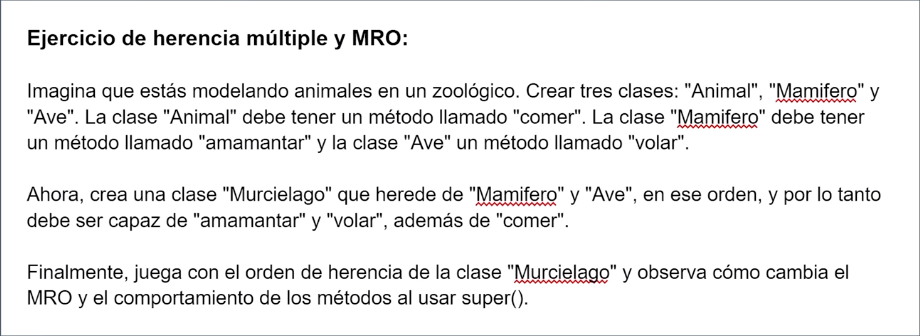 Ejercicio de herencia múltiple y MRO:
Imagina que estás modelando animales en un zoológico. Crear tres clases: "Animal", "Mamifero" y
"Ave". La clase "Animal" debe tener un método llamado "comer". La clase "Mamifero" debe tener
un método llamado "amamantar" y la clase "Ave" un método llamado "volar".
Ahora, crea una clase "Murcielago" que herede de "Mamifero" y "Ave", en ese orden, y por lo tanto
debe ser capaz de "amamantar" y "volar", además de "comer".
Finalmente, juega con el orden de herencia de la clase "Murcielago" y observa cómo cambia el
MRO y el comportamiento de los métodos al usar super().